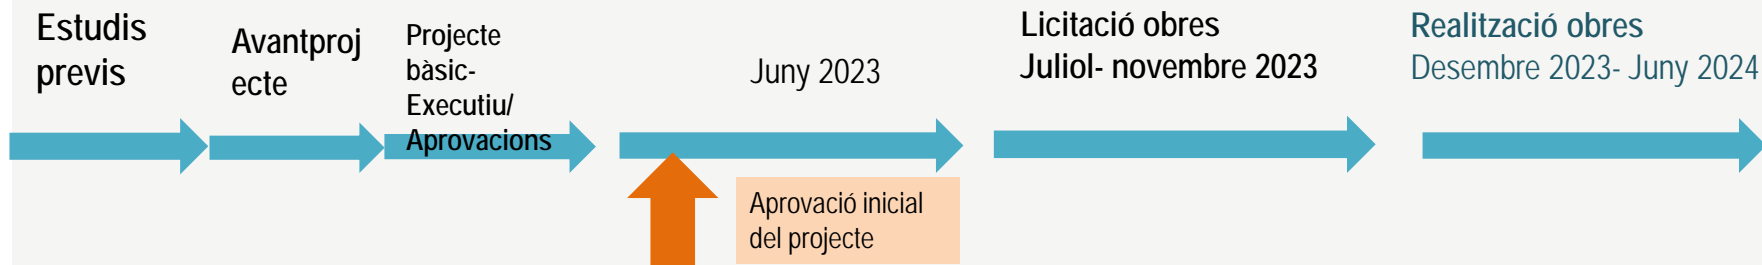 Estudis
previs
Avantproj
ecte
Projecte
bàsic-
Executiu/
Aprovacions
Juny 2023
Licitació obres
Juliol- novembre 2023
Realització obres
Desembre 2023- Juny 2024
Aprovació inicial
del projecte